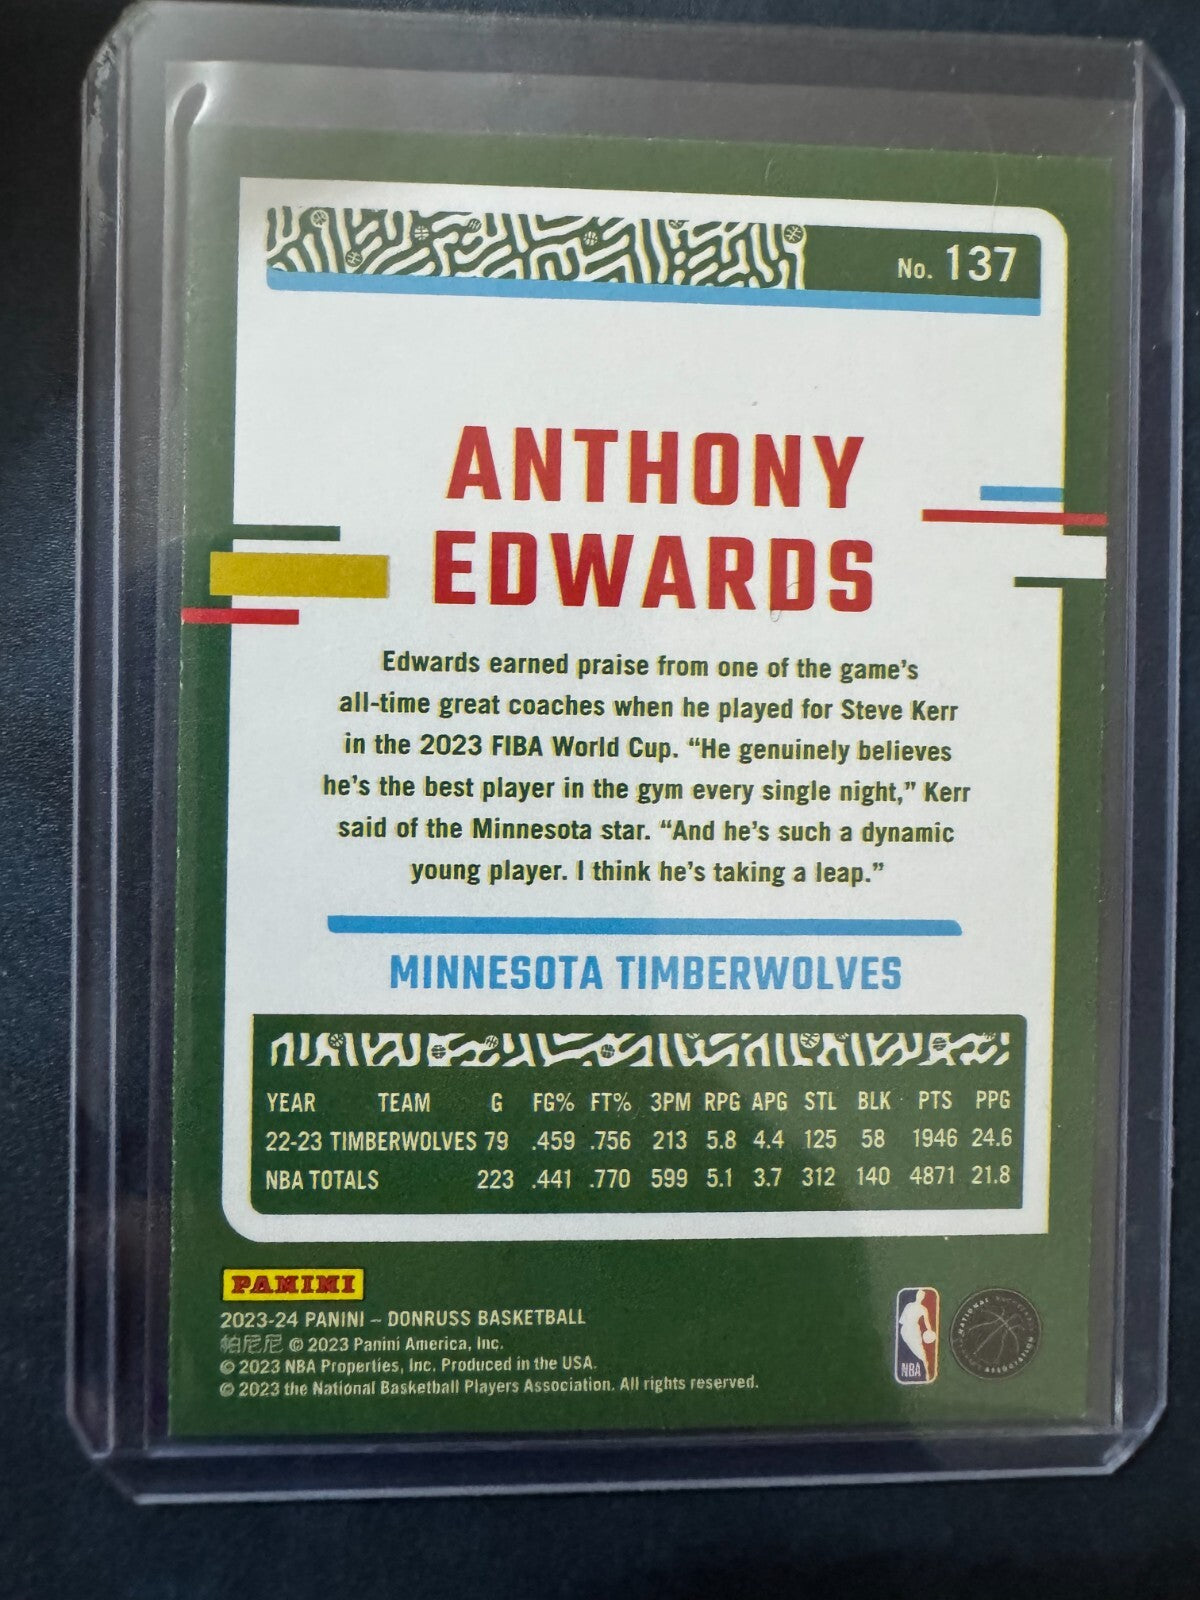 No. 137
ANTHONY
EDWARDS
Edwards earned praise from one of the game's
all-time great coaches when he played for Steve Kerr
in the 2023 FIBA World Cup. “He genuinely believes
he's the best player in the gym every single night,” Kerr
said of the Minnesota star. “And he's such a dynamic
young player. I think he's taking a leap.”
MINNESOTA TIMBERWOLVES
YEAR TEAM G FG% FT% 3PM RPG APG STL BLK PTS PPG
22-23 TIMBERWOLVES 79 .459 .756 213 5.8 4.4 125 58 1946 24.6
NBA TOTALS 223 .441 .770 599 5.1 3.7 312 140 4871 21.8
PANINI
2023-24 PANINI – DONRUSS BASKETBALL
帕尼尼 © 2023 Panini America, Inc.
© 2023 NBA Properties, Inc. Produced in the USA.
© 2023 the National Basketball Players Association. All rights reserved.
NBA
NATIONAL ASSOCIATION